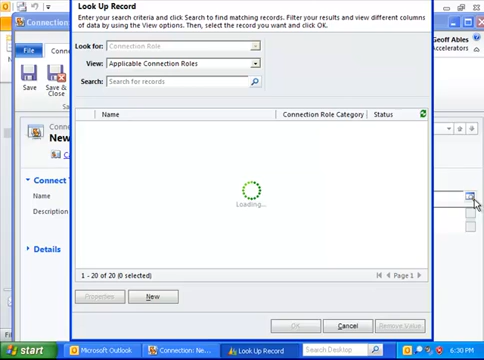 Look Up Record
Enter your search criteria and click Search to find matching records. Filter your results and view different columns
of data by using the View options. Then, select the record you want and click OK.
Look for: Connection Role
View: Applicable Connection Roles
Search: Search for records
Name Connection Role Category Status
Loading...
1 - 20 of 20 (0 selected)
Page 1
Properties New
OK Cancel Remove Value
Connection:
File
Save
Save &
Close
New
Connect T
Name
Description
Details
Geoff Ables
Accelerators
start Microsoft Outlook Connection: Ne... Look Up Record Search Desktop 6:30 PM